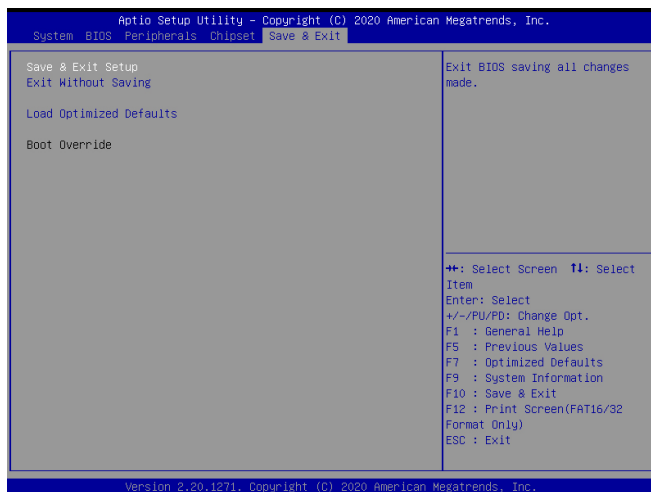 Aptio Setup Utility – Copyright (C) 2020 American Megatrends, Inc.
System BIOS Peripherals Chipset Save & Exit
Save & Exit Setup
Exit Without Saving
Load Optimized Defaults
Boot Override
Exit BIOS saving all changes
made.
→←: Select Screen ↑↓: Select
Item
Enter: Select
+/-/PU/PD: Change Opt.
F1 : General Help
F5 : Previous Values
F7 : Optimized Defaults
F9 : System Information
F10 : Save & Exit
F12 : Print Screen(FAT16/32
Format Only)
ESC : Exit
Version 2.20.1271. Copyright (C) 2020 American Megatrends, Inc.